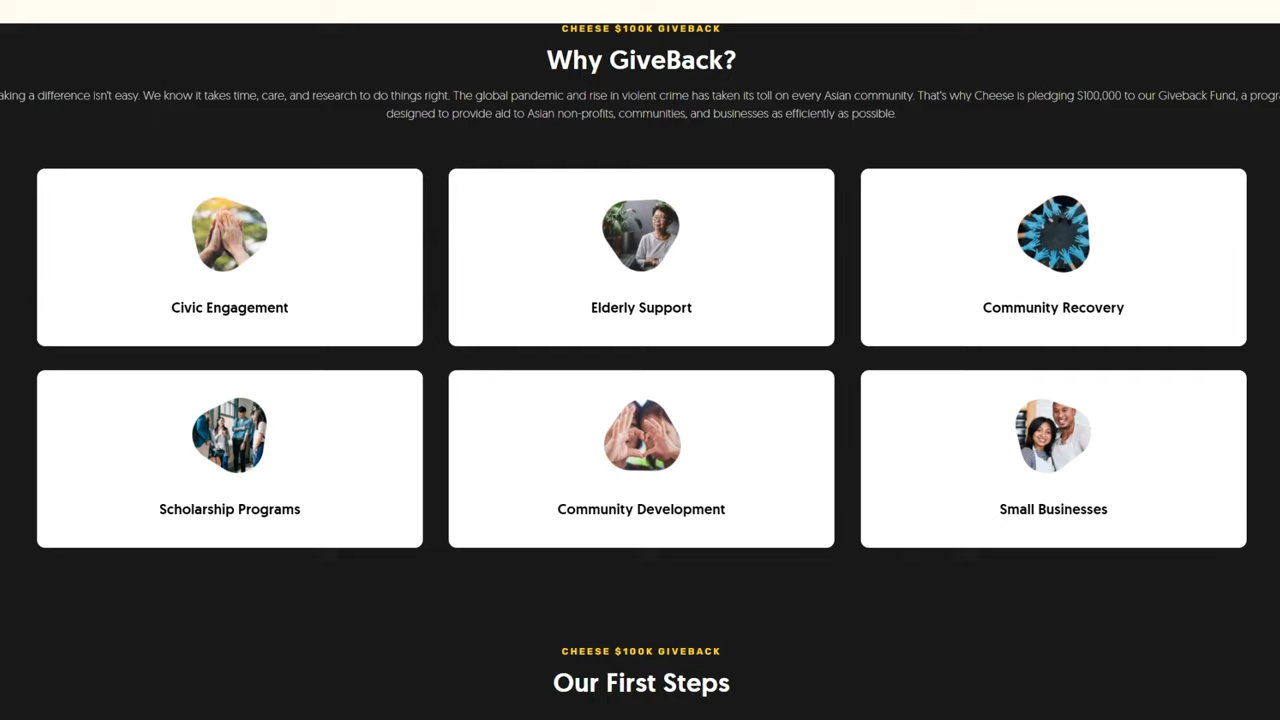 CHEESE $100K GIVEBACK
Why GiveBack?
aking a difference isn't easy. We know it takes time, care, and research to do things right. The global pandemic and rise in violent crime has taken its toll on every Asian community. That's why Cheese is pledging $100,000 to our Giveback Fund, a progra
designed to provide aid to Asian non-profits, communities, and businesses as efficiently as possible.
Civic Engagement
Elderly Support
Community Recovery
Scholarship Programs
Community Development
Small Businesses
CHEESE $100K GIVEBACK
Our First Steps